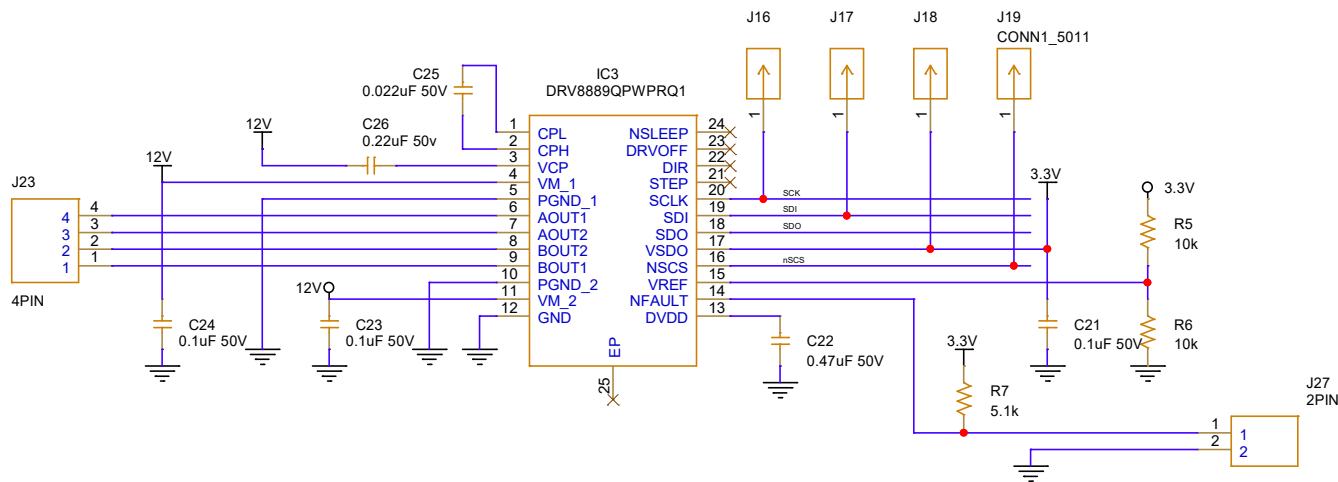 J16
J17
J18
J19
CONN1_5011
IC3
DRV8889QPWPRQ1
C25
0.022uF 50V
C26
0.22uF 50v
12V
12V
J23
4
3
2
1
4
3
2
1
4PIN
C24
0.1uF 50V
12V
C23
0.1uF 50V
1 CPL
2 CPH
3 VCP
4 VM_1
5 PGND_1
6 AOUT1
7 AOUT2
8 BOUT2
9 BOUT1
10 PGND_2
11 VM_2
12 GND
EP
25
NSLEEP 24
DRVOFF 23
DIR 22
STEP 21
SCLK 20
SDI 19
SDO 18
VSDO 17
NSCS 16
VREF 15
NFAULT 14
DVDD 13
1
1
1
1
SCK
SDI
SDO
nSCS
3.3V
3.3V
R5
10k
R6
10k
C21
0.1uF 50V
C22
0.47uF 50V
3.3V
R7
5.1k
J27
2PIN
1
2
1
2